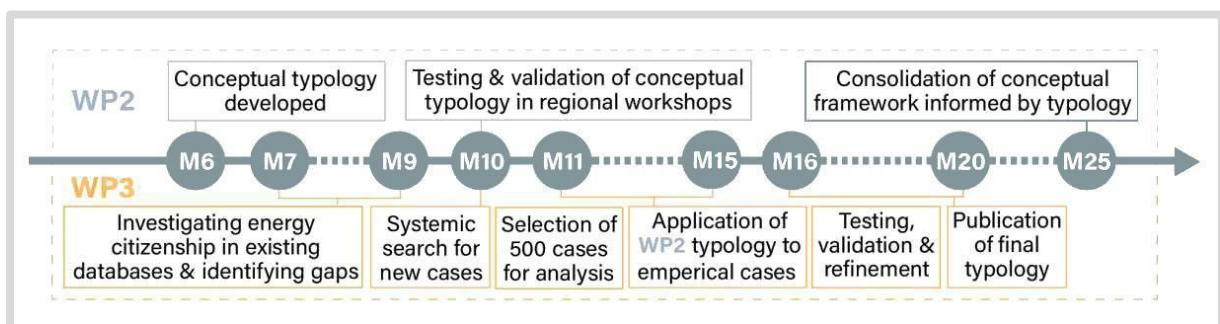 WP2
Conceptual typology
developed
Testing & validation of conceptual
typology in regional workshops
Consolidation of conceptual
framework informed by typology
M6
M7
M9
M10
M11
M15
M16
M20
M25
WP3
Investigating energy
citizenship in existing
databases & identifying gaps
Systemic
search for
new cases
Selection of
500 cases
for analysis
Application of
WP2 typology to
emperical cases
Testing,
validation &
refinement
Publication
of final
typology